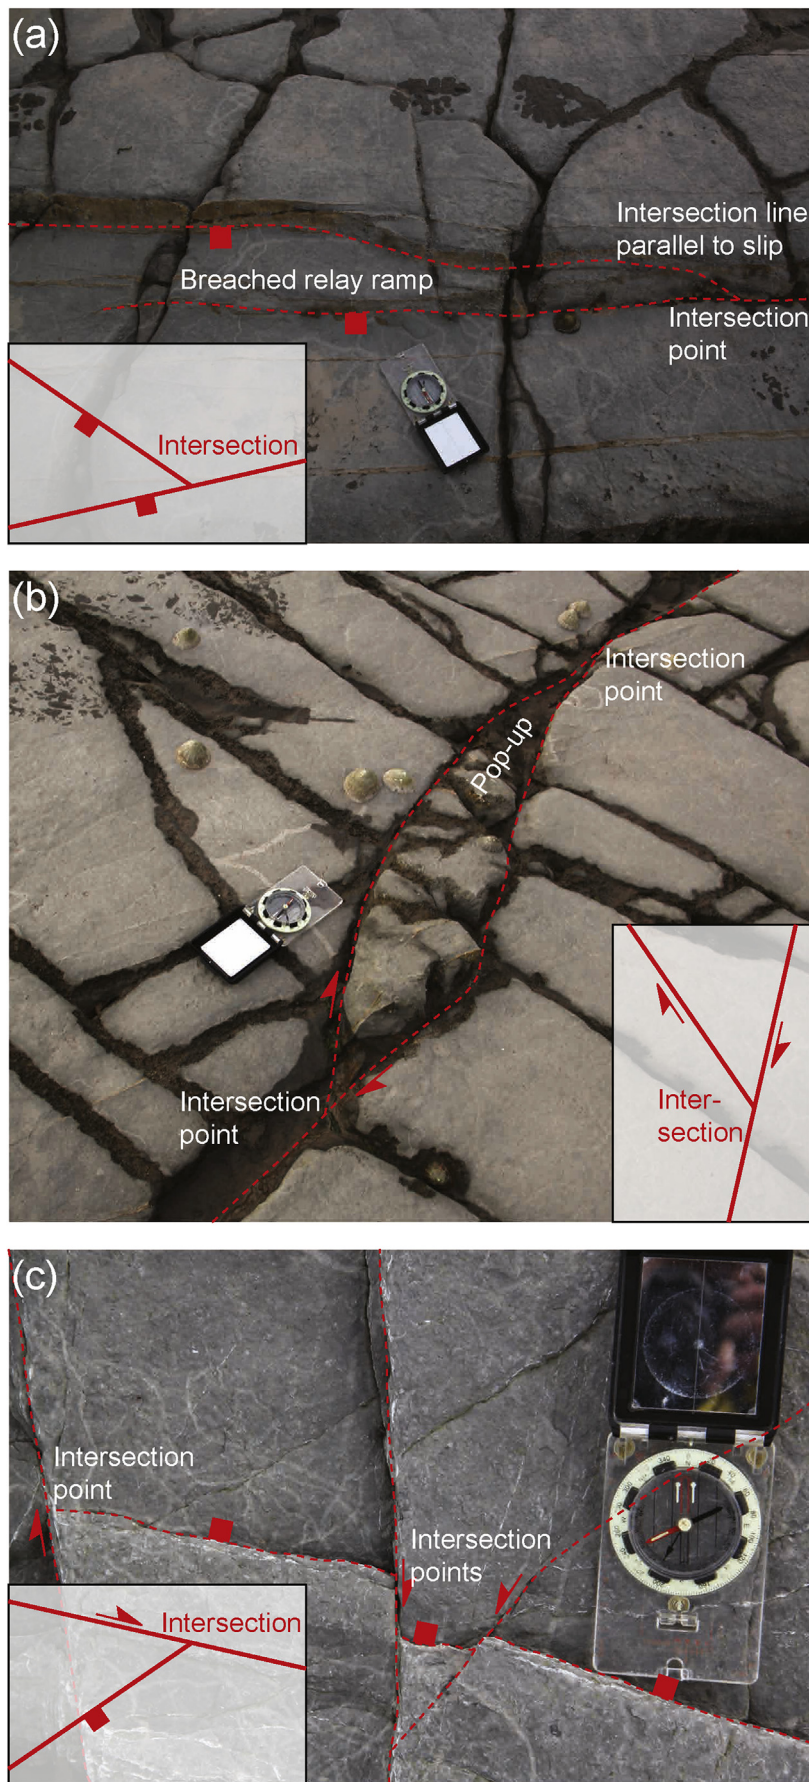 (a)
Intersection line
parallel to slip
Breached relay ramp
Intersection
point
Intersection
(b)
Intersection
point
Pop-up
Intersection
point
Inter-
section
(c)
Intersection
point
Intersection
points
Intersection